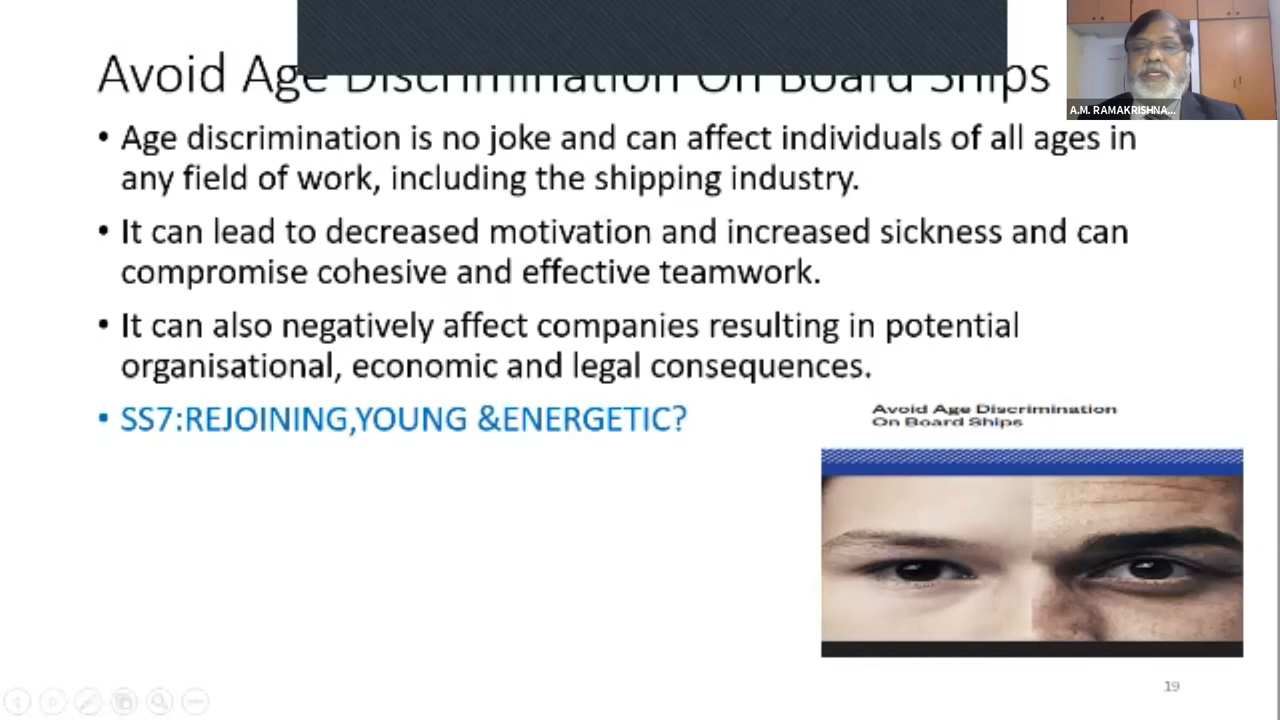 Avoid Age Discrimination On Board Ships
A.M. RAMAKRISHNA...
• Age discrimination is no joke and can affect individuals of all ages in
any field of work, including the shipping industry.
• It can lead to decreased motivation and increased sickness and can
compromise cohesive and effective teamwork.
• It can also negatively affect companies resulting in potential
organisational, economic and legal consequences.
• SS7:REJOINING,YOUNG &ENERGETIC?
Avoid Age Discrimination
On Board Ships
19